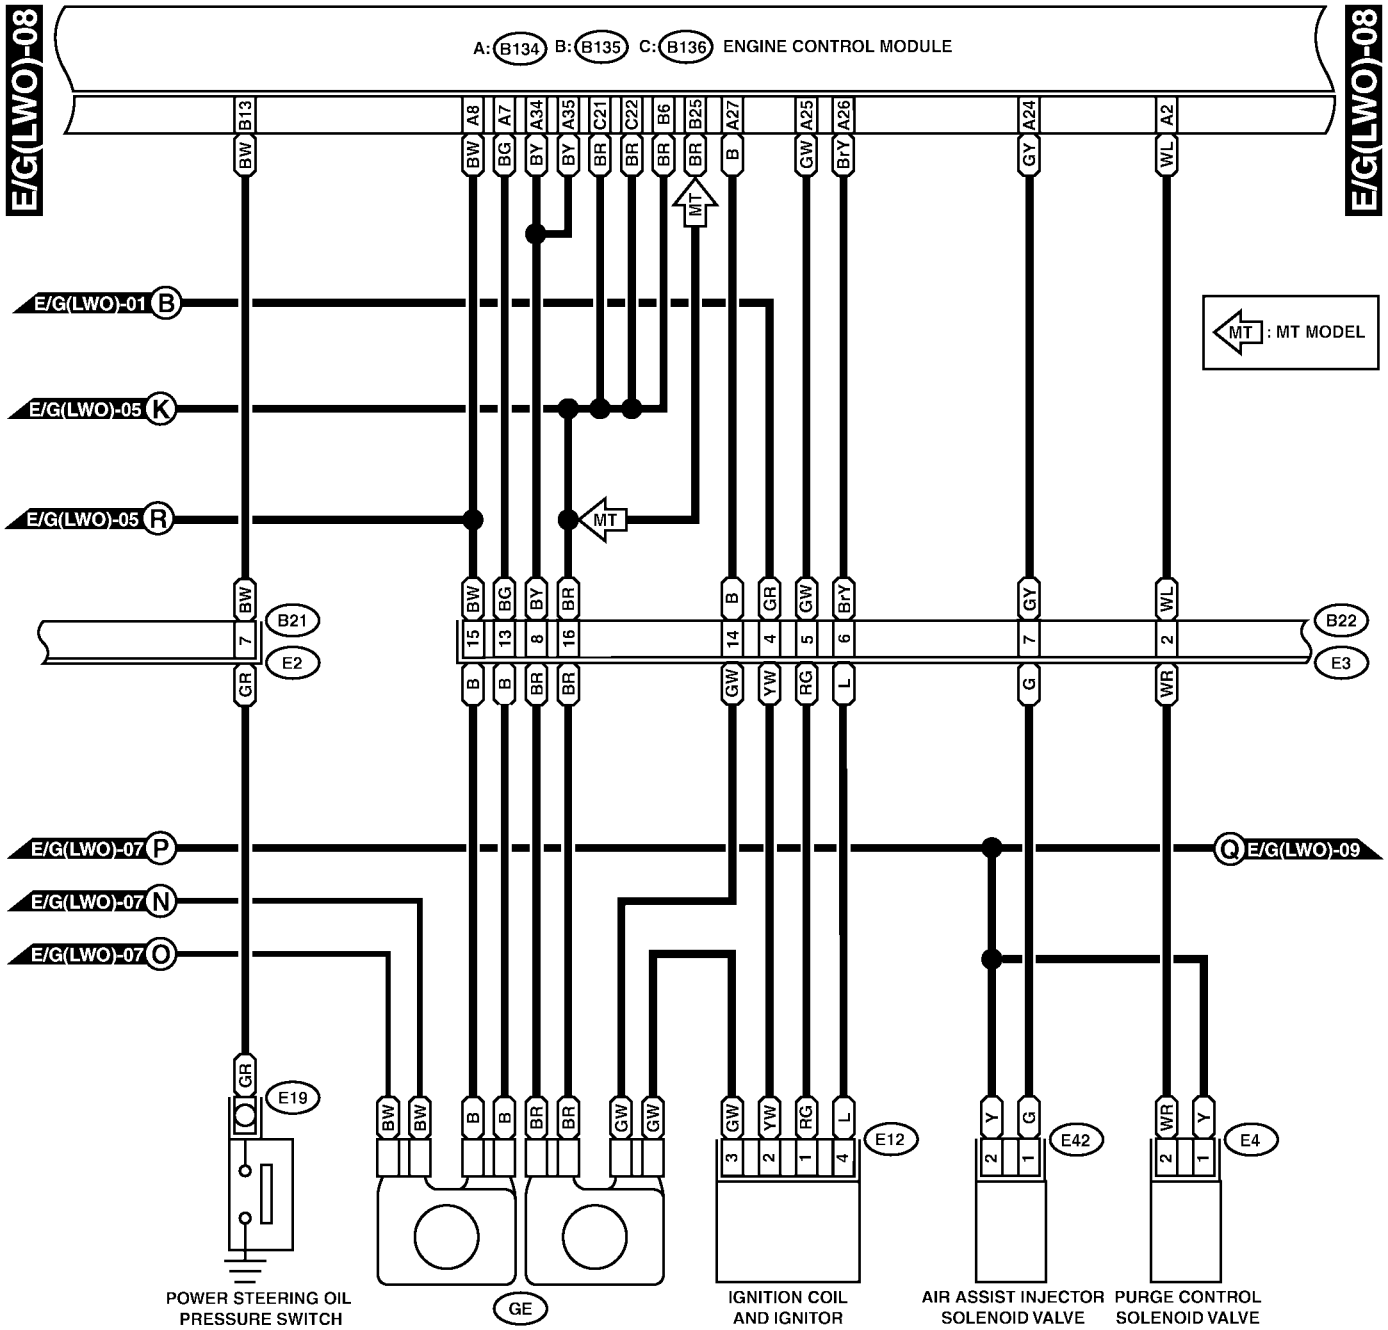 E/G(LWO)-08
A: B134 B: B135 C: B136 ENGINE CONTROL MODULE
E/G(LWO)-08
B13 A8 A7 A34 A35 C21 C22 B6 B25 A27 A25 A26 A24 A2
BW BW BG BY BY BR BR BR BR B GW BrY GY WL
MT
E/G(LWO)-01 B
MT : MT MODEL
E/G(LWO)-05 K
E/G(LWO)-05 R
MT
BW BW BG BY BR B GR GW BrY GY WL
B21 B22
7 15 13 8 16 14 4 5 6 7 2
E2 E3
GR B B BR BR GW YW RG L G WR
E/G(LWO)-07 P
Q E/G(LWO)-09
E/G(LWO)-07 N
E/G(LWO)-07 O
GR
E19
BW BW B B BR BR GW GW GW YW RG L Y G WR Y
E12 E42 E4
3 2 1 4 2 1 2 1
POWER STEERING OIL
PRESSURE SWITCH
GE
IGNITION COIL
AND IGNITOR
AIR ASSIST INJECTOR
SOLENOID VALVE
PURGE CONTROL
SOLENOID VALVE